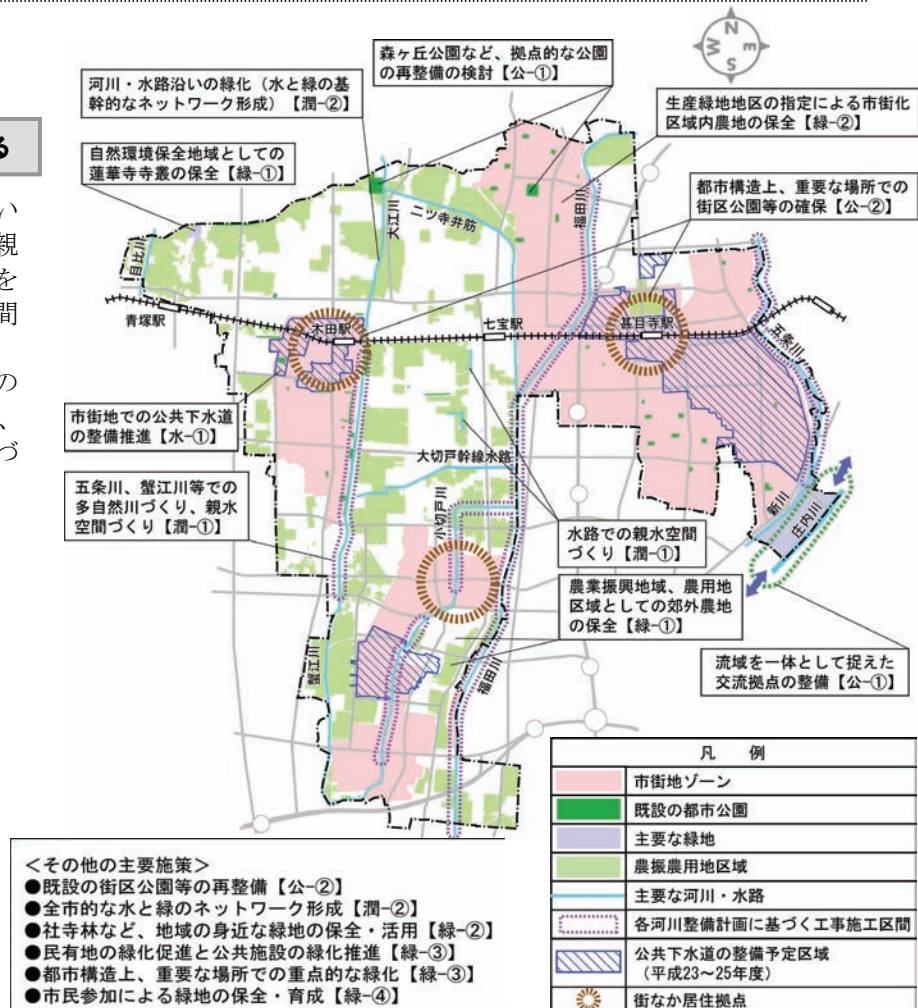 N
W
E
S
森ヶ丘公園など、拠点的な公園
の再整備の検討【公-①】
河川・水路沿いの緑化(水と緑の基
幹的なネットワーク形成)【潤-②】
生産緑地地区の指定による市街化
区域内農地の保全【緑-②】
る
自然環境保全地域としての
蓮華寺寺叢の保全【緑-①】
都市構造上、重要な場所での
街区公園等の確保【公-②】
い
親
を
間
の
、
づ
大江川
二ツ寺井筋
福田川
目比川
青塚駅
木田駅
七宝駅
甚目寺駅
五条川
市街地での公共下水道
の整備推進【水-①】
大切戸幹線水路
五条川、蟹江川等での
多自然川づくり、親水
空間づくり【潤-①】
小切戸川
新川
庄内川
水路での親水空間
づくり【潤-①】
農業振興地域、農用地
区域としての郊外農地
の保全【緑-①】
蟹江川
福田川
流域を一体として捉えた
交流拠点の整備【公-①】
凡 例
市街地ゾーン
既設の都市公園
主要な緑地
農振農用地区域
主要な河川・水路
各河川整備計画に基づく工事施工区間
公共下水道の整備予定区域
(平成23~25年度)
街なか居住拠点
<その他の主要施策>
●既設の街区公園等の再整備【公-②】
●全市的な水と緑のネットワーク形成【潤-②】
●社寺林など、地域の身近な緑地の保全・活用【緑-②】
●民有地の緑化促進と公共施設の緑化推進【緑-③】
●都市構造上、重要な場所での重点的な緑化【緑-③】
●市民参加による緑地の保全・育成【緑-④】